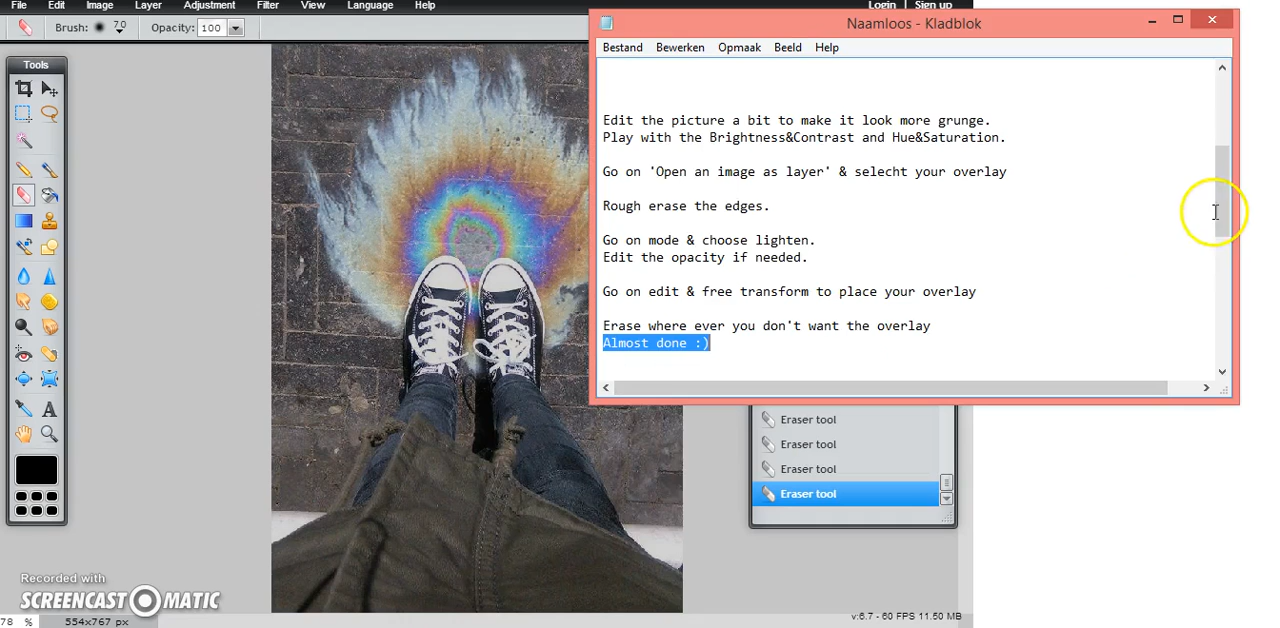 File Edit Image Layer Adjustment Filter View Language Help Login Sign up
Brush: 70 Opacity: 100
Tools
Naamloos - Kladblok
Bestand Bewerken Opmaak Beeld Help
Edit the picture a bit to make it look more grunge.
Play with the Brightness&Contrast and Hue&Saturation.
Go on 'Open an image as layer' & selecht your overlay
Rough erase the edges.
Go on mode & choose lighten.
Edit the opacity if needed.
Go on edit & free transform to place your overlay
Erase where ever you don't want the overlay
Almost done :)
Eraser tool
Eraser tool
Eraser tool
Eraser tool
Recorded with
SCREENCAST MATIC
78 % 554x767 px
v:6.7 - 60 FPS 11.50 MB